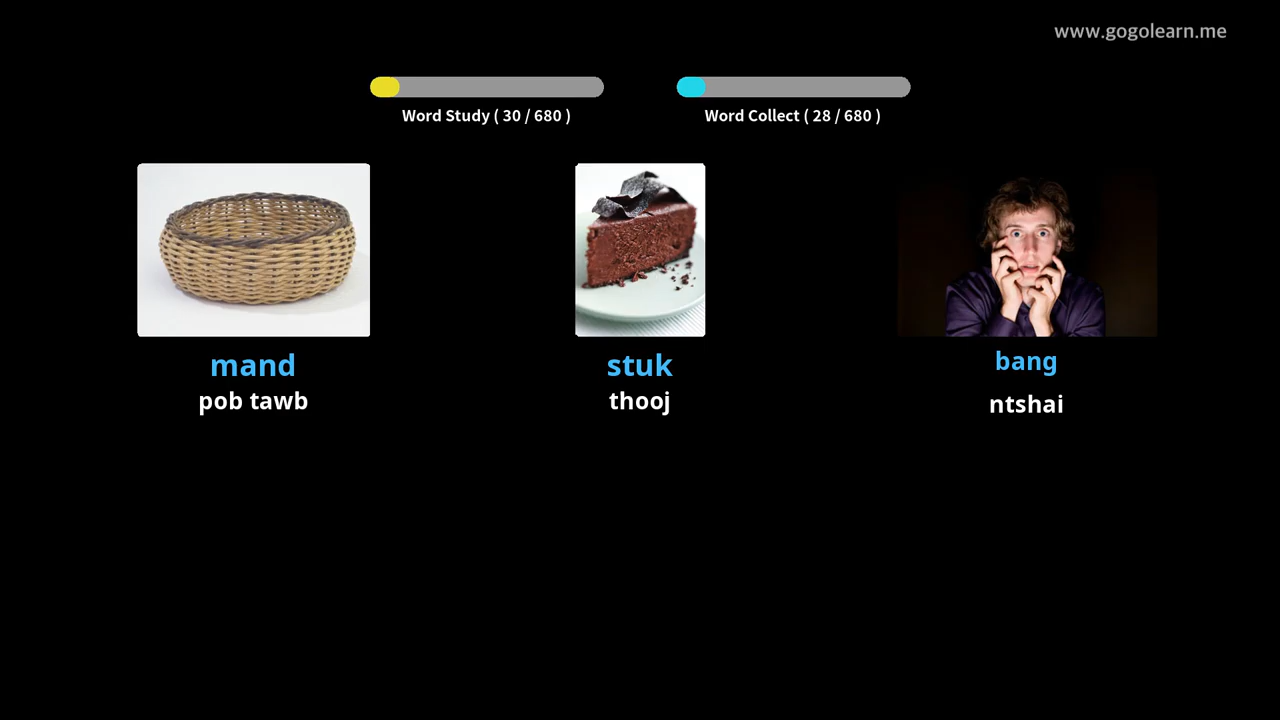 www.gogolearn.me
Word Study ( 30 / 680 )
Word Collect ( 28 / 680 )
mand
pob tawb
stuk
thooj
bang
ntshai